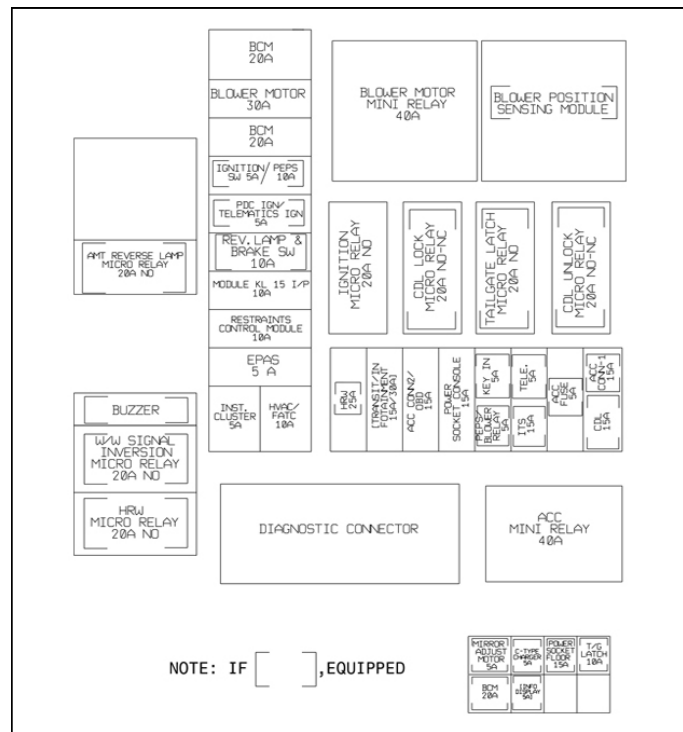 BCM
20A
BLOWER MOTOR
30A
BCM
20A
IGNITION/PEPS
SW 5A/ 10A
PDC IGN/
TELEMATICS IGN
5A
REV.LAMP &
BRAKE SW
10A
MODULE KL 15 I/P
10A
RESTRAINTS
CONTROL MODULE
10A
EPAS
5 A
INST.
CLUSTER
5A
HVAC/
FATC
10A
BLOWER MOTOR
MINI RELAY
40A
BLOWER POSITION
SENSING MODULE
AMT REVERSE LAMP
MICRO RELAY
20A NO
IGNITION
MICRO RELAY
20A NO
CDL LOCK
MICRO RELAY
20A NO-NC
TAILGATE LATCH
MICRO RELAY
20A NO
CDL UNLOCK
MICRO RELAY
20A NO-NC
HRW
25A
[TRANSIT/IN
FOTAINMENT
15A/30A]
ACC CONN2/
OBD
15A
POWER
SOCKET CONSOLE
15A
KEY IN
5A
PEPS/
BLOWER
RELAY
5A
TELE.
5A
ITS
15A
ACC
FUSE
5A
ACC
CONN-1
15A
CDL
15A
BUZZER
W/W SIGNAL
INVERSION
MICRO RELAY
20A NO
HRW
MICRO RELAY
20A NO
DIAGNOSTIC CONNECTOR
ACC
MINI RELAY
40A
NOTE: IF [ ],EQUIPPED
MIRROR
ADJUST
MOTOR
5A
C-TYPE
CHARGER
5A
POWER
SOCKET
FLOOR
15A
T/G
LATCH
10A
BCM
20A
[INFO
DISPLAY
5A]